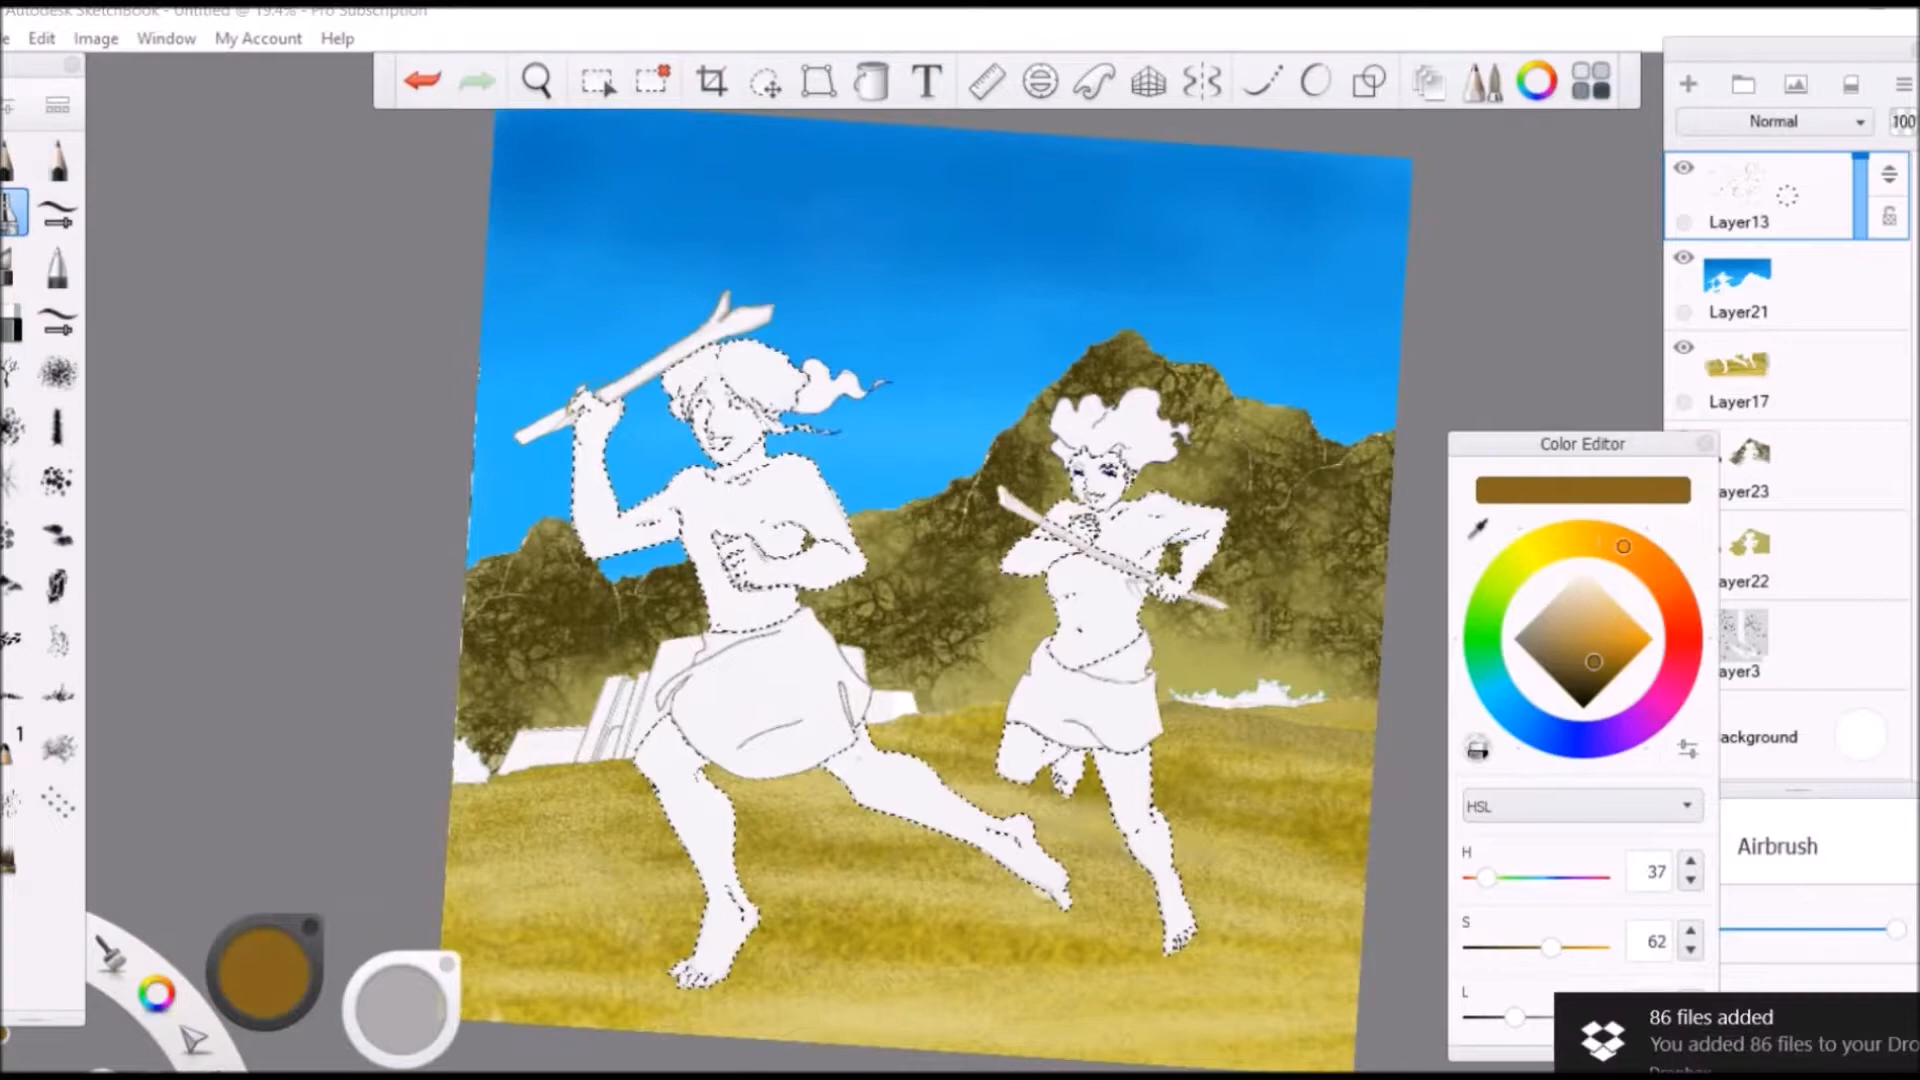 Autodesk SketchBook - Untitled @ 19.4% - Pro Subscription
e Edit Image Window My Account Help
T
Normal
100
Layer13
Layer21
Layer17
Color Editor
ayer23
ayer22
ayer3
1
ackground
HSL
H 37
Airbrush
S 62
L
86 files added
You added 86 files to your Dro
Dropbox